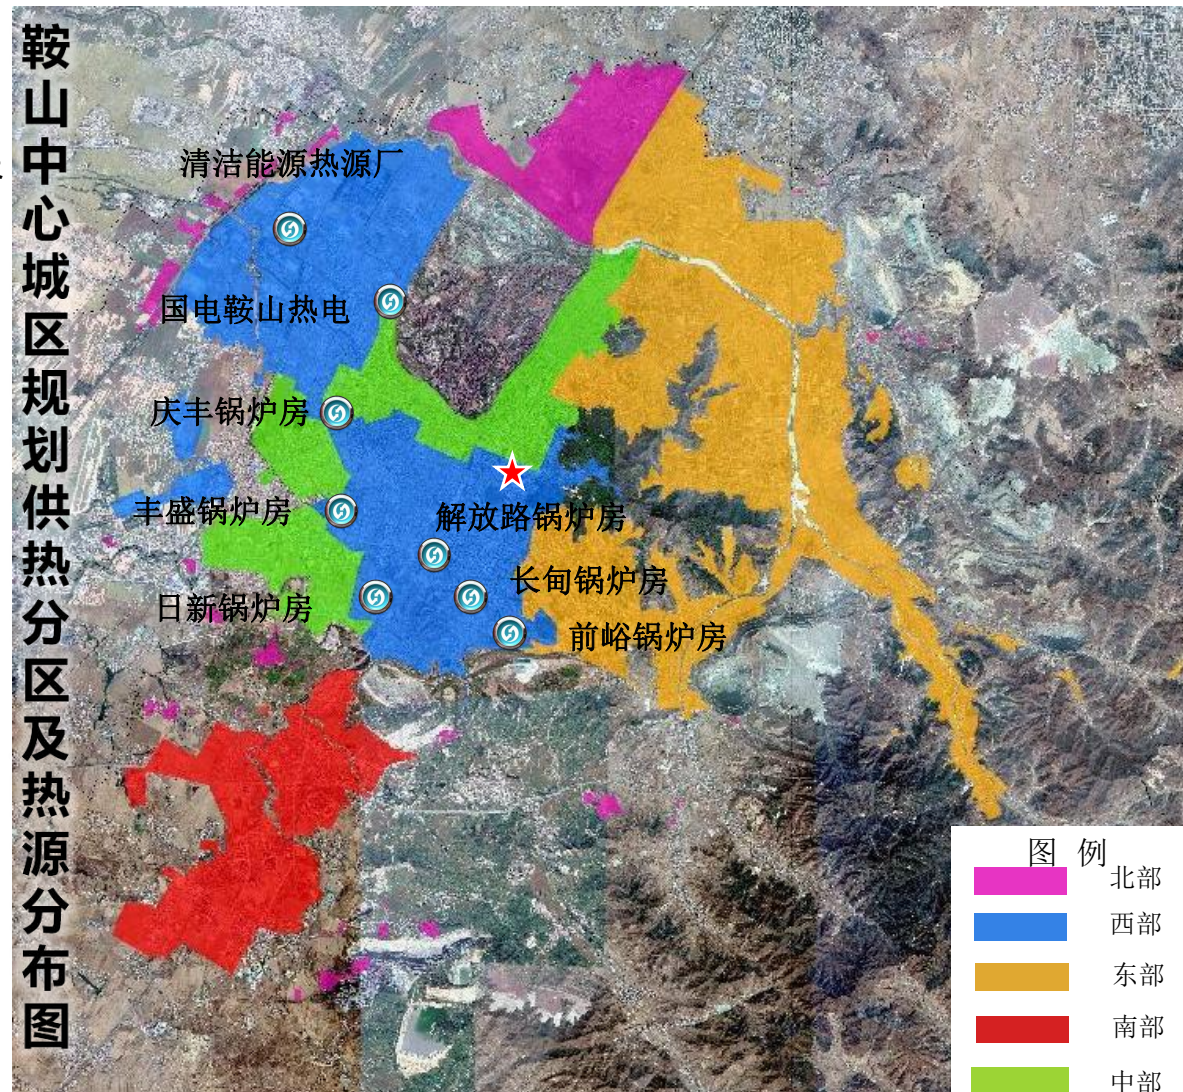 鞍山中心城区规划供热分区及热源分布图
清洁能源热源厂
国电鞍山热电
庆丰锅炉房
丰盛锅炉房
解放路锅炉房
长甸锅炉房
日新锅炉房
前峪锅炉房
图 例
北部
西部
东部
南部
中部